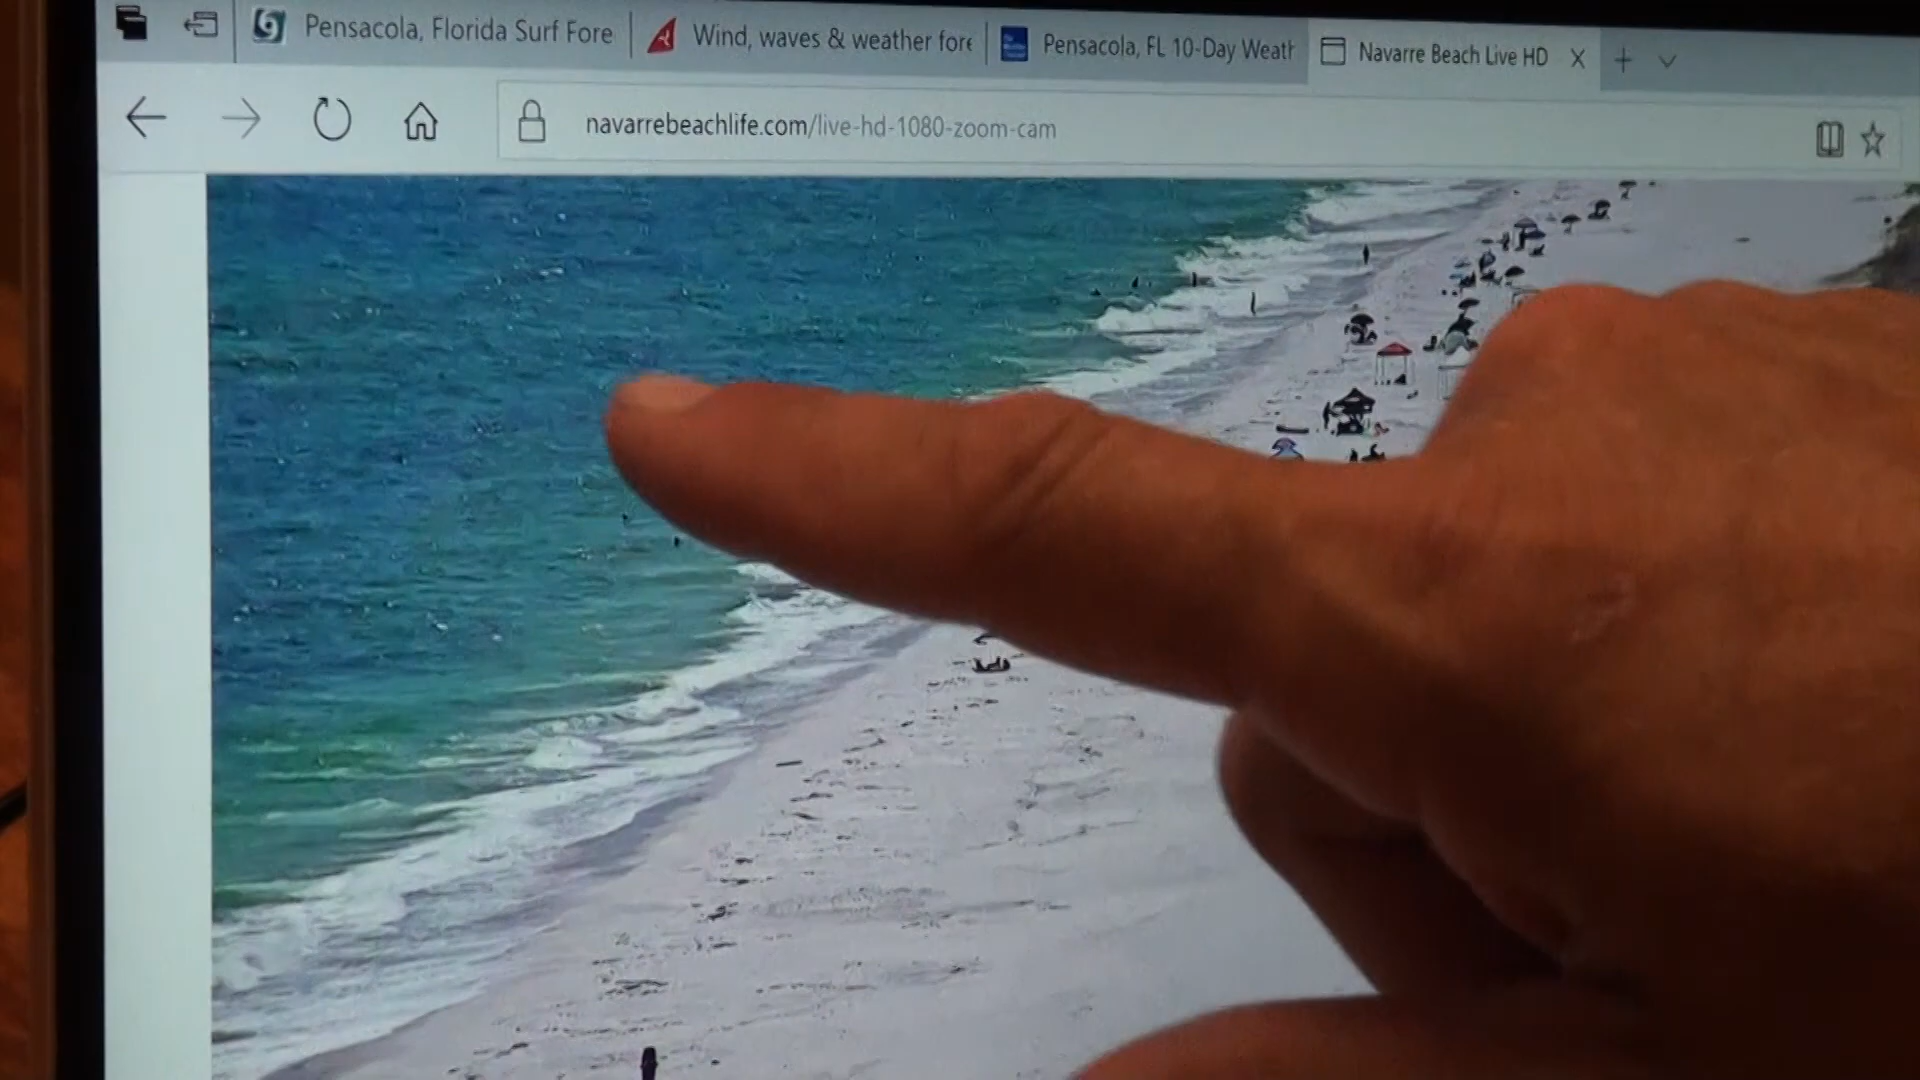 Pensacola, Florida Surf Fore
Wind, waves & weather fore
Pensacola, FL 10-Day Weath
Navarre Beach Live HD
navarrebeachlife.com/live-hd-1080-zoom-cam